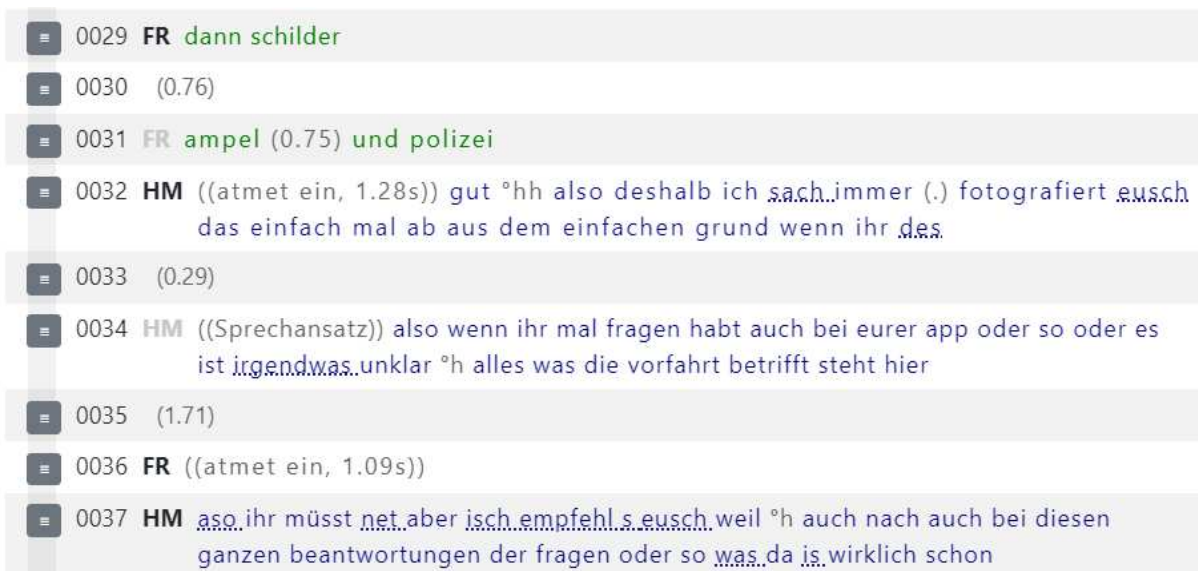 0029 FR dann schilder
0030 (0.76)
0031 FR ampel (0.75) und polizei
0032 HM ((atmet ein, 1.28s)) gut °hh also deshalb ich sach immer (.) fotografiert eusch
das einfach mal ab aus dem einfachen grund wenn ihr des
0033 (0.29)
0034 HM ((Sprechansatz)) also wenn ihr mal fragen habt auch bei eurer app oder so oder es
ist irgendwas unklar °h alles was die vorfahrt betrifft steht hier
0035 (1.71)
0036 FR ((atmet ein, 1.09s))
0037 HM aso ihr müsst net aber isch empfehl s eusch weil °h auch nach auch bei diesen
ganzen beantwortungen der fragen oder so was da is wirklich schon